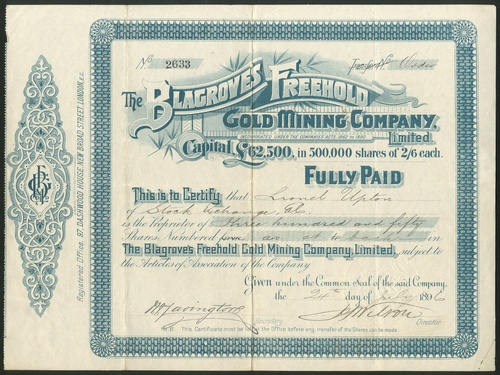 No 2633
Transfer No
The Blagroves Freehold
Gold Mining Company,
Limited.
Capital £62,500, in 500,000 shares of 2/6 each.
Fully Paid
This is to Certify that Lionel Upton
of Stock Exchange,
is the Proprietor of Three hundred and fifty
Shares Numbered in
The Blagroves Freehold Gold Mining Company, Limited, subject to
the Articles of Association of the Company
Given under the Common Seal of the said Company,
the 24th day of July 1896
Secretary
Director
N.B. This Certificate must be left at the Office before any transfer of the Shares can be made.
Registered Office, 97, Dashwood House, New Broad Street, London, E.C.